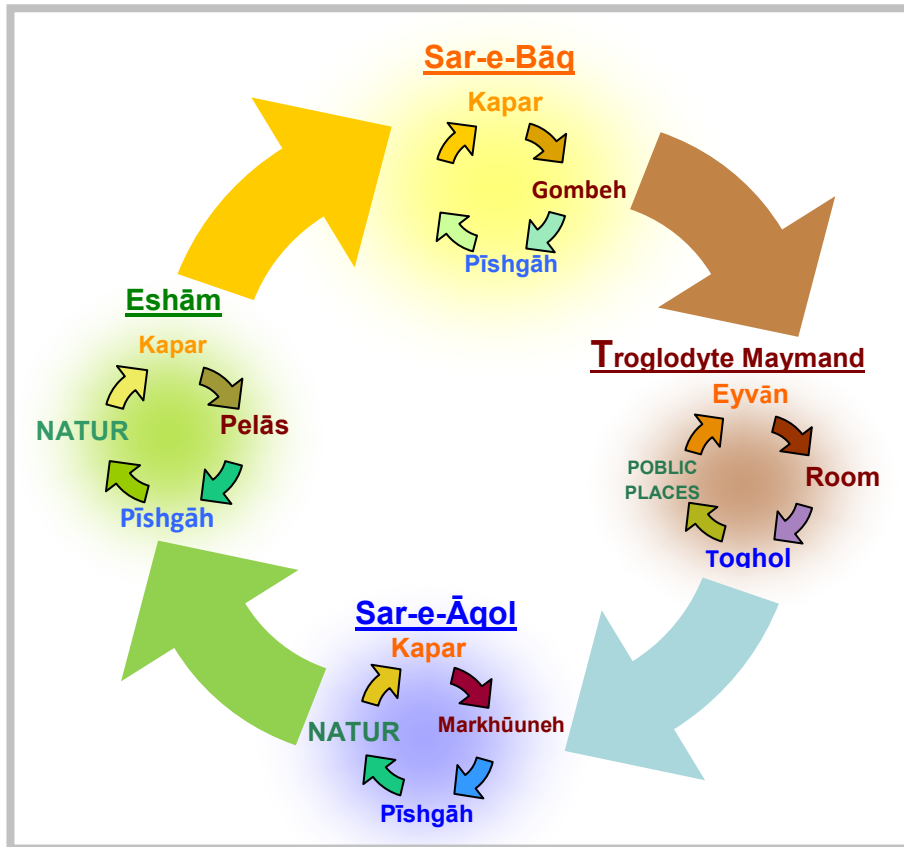 Sar-e-Bāq
Kapar
Gombeh
Pīshgāh
Eshām
Kapar
NATUR
Pelās
Pīshgāh
Troglodyte Maymand
Eyvān
POBLIC
PLACES
Room
Toghol
Sar-e-Āqol
Kapar
NATUR
Markhūuneh
Pīshgāh